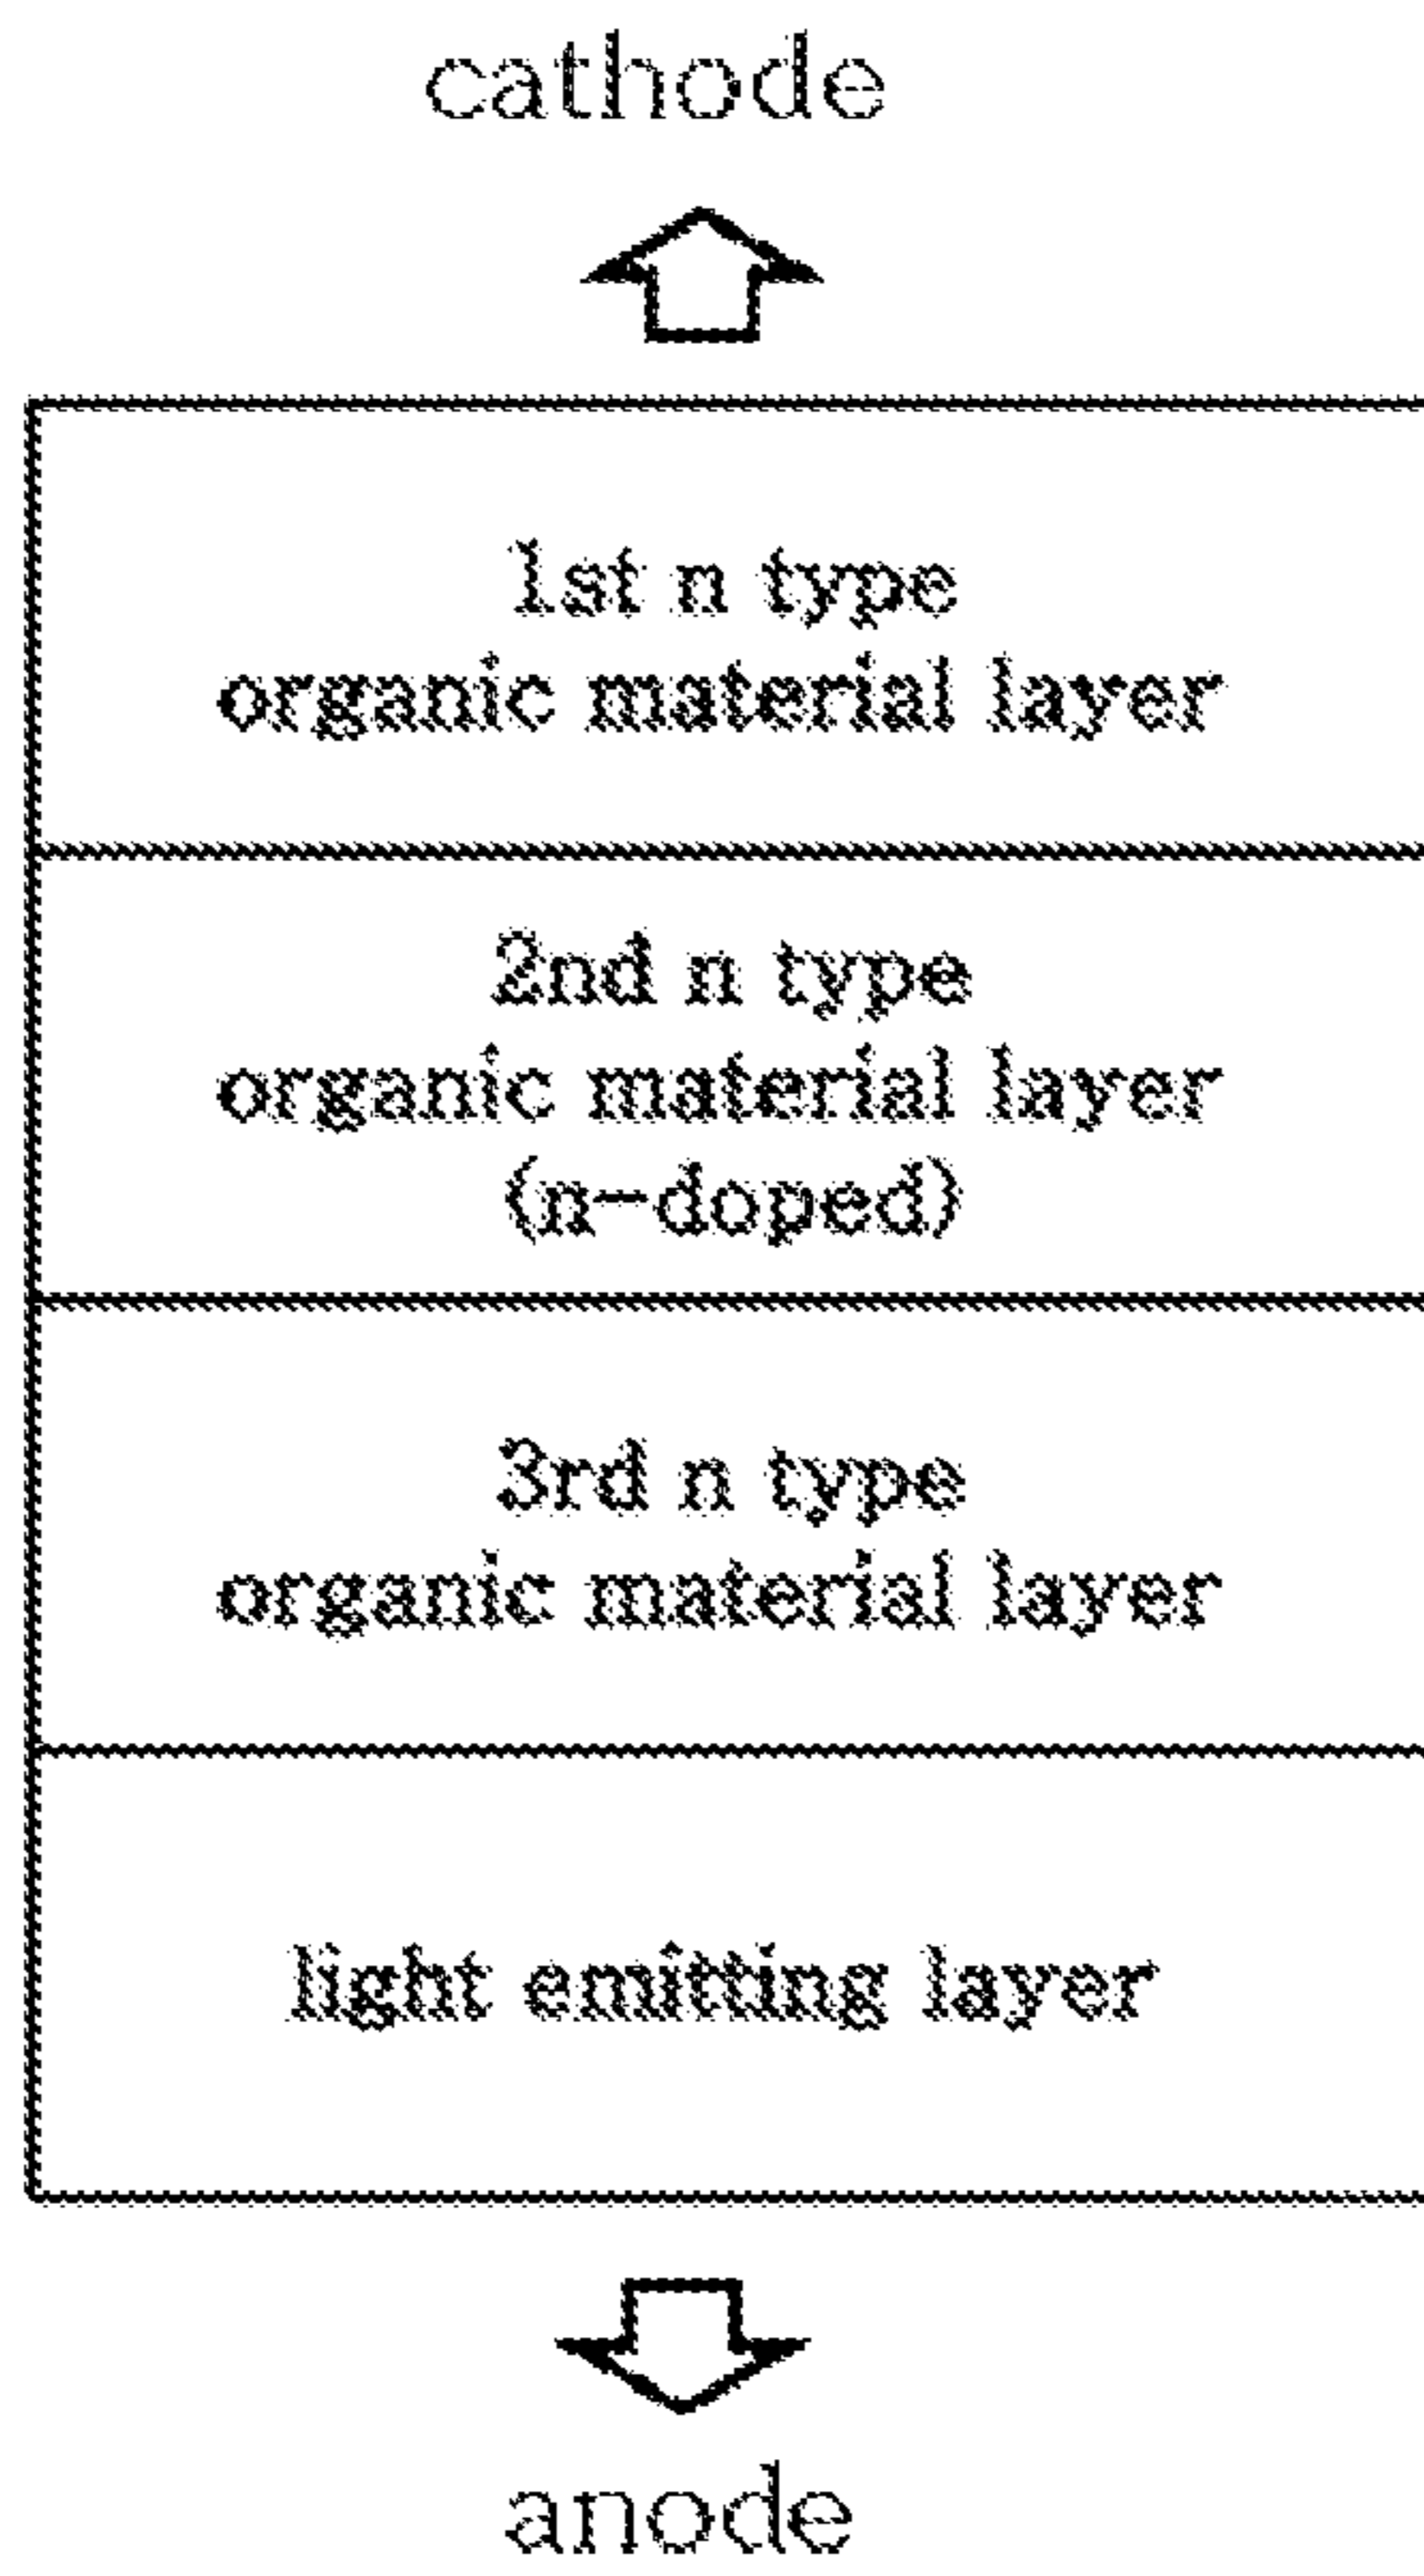 cathode
1st n type
organic material layer
2nd n type
organic material layer
(n-doped)
3rd n type
organic material layer
light emitting layer
anode